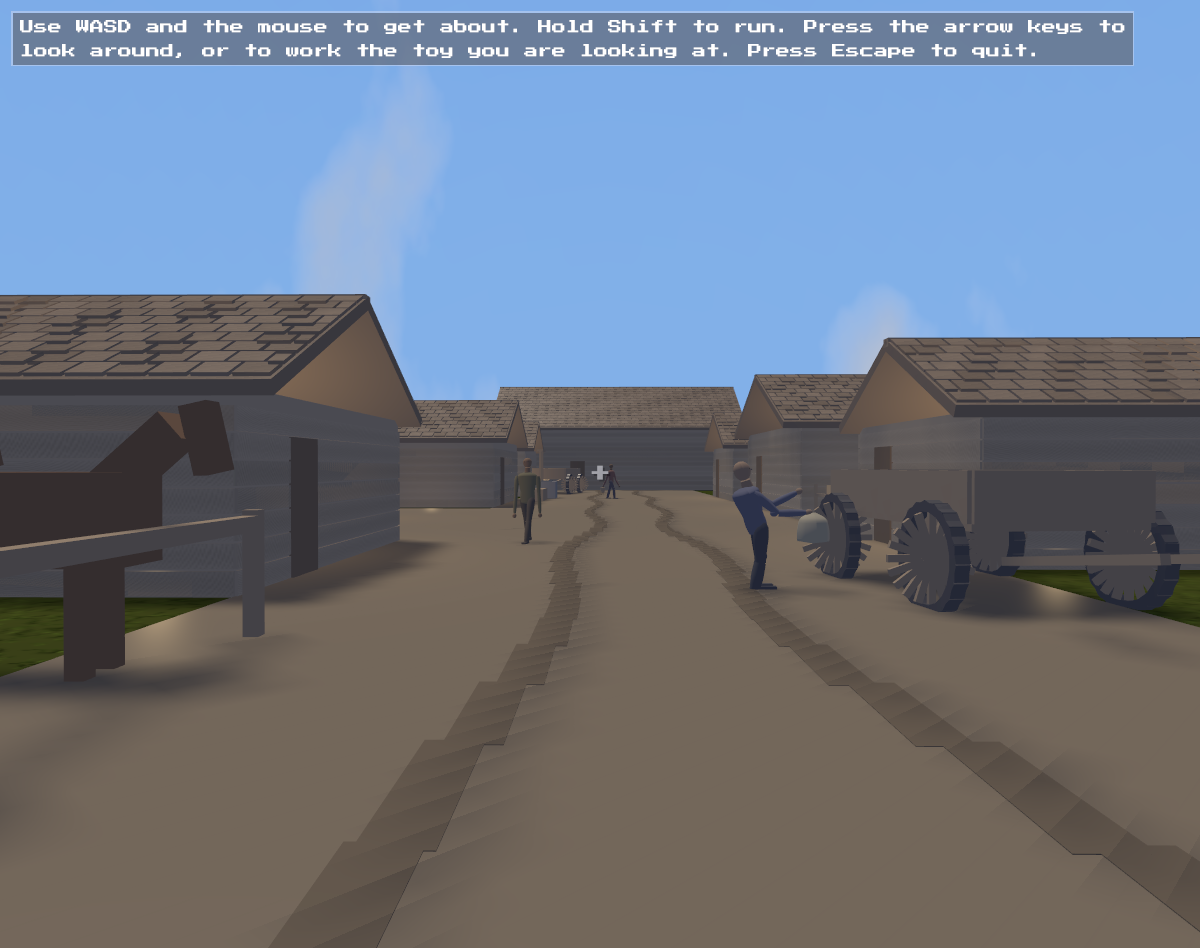 Use WASD and the mouse to get about. Hold Shift to run. Press the arrow keys to
look around, or to work the toy you are looking at. Press Escape to quit.